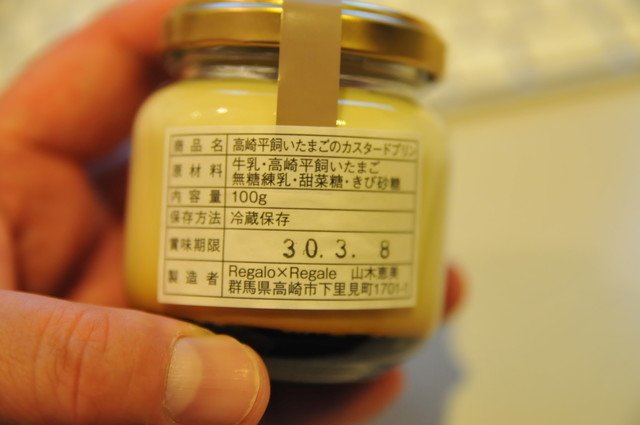 商品名 高崎平飼いたまごのカスタードプリン
原材料 牛乳・高崎平飼いたまご
無糖練乳・甜菜糖・きび砂糖
内容量 100g
保存方法 冷蔵保存
賞味期限 30.3.8
製造者 Regalo×Regale 山木恵美
群馬県高崎市下里見町1701-1